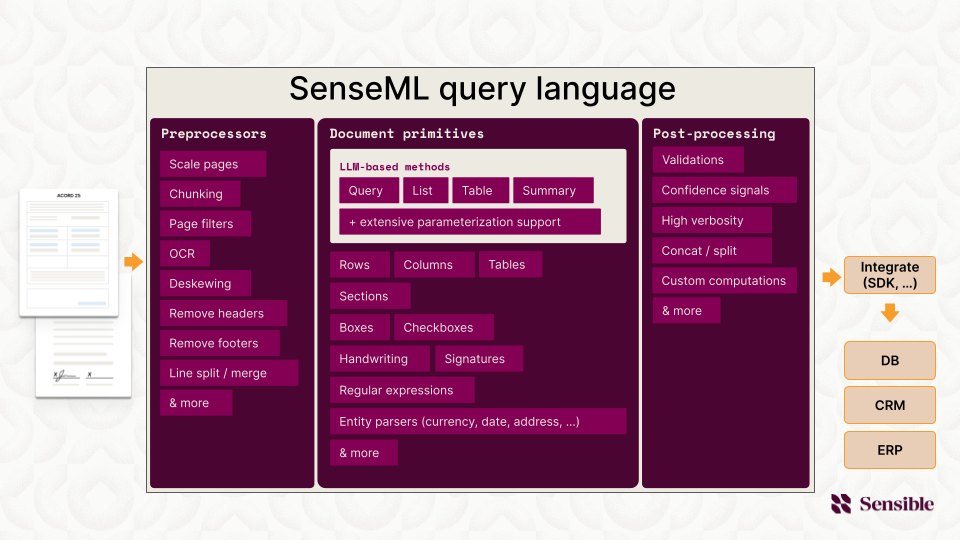 SenseML query language
ACORD 25
Preprocessors
Scale pages
Chunking
Page filters
OCR
Deskewing
Remove headers
Remove footers
Line split / merge
& more
Document primitives
LLM-based methods
Query List Table Summary
+ extensive parameterization support
Rows Columns Tables
Sections
Boxes Checkboxes
Handwriting Signatures
Regular expressions
Entity parsers (currency, date, address, ...)
& more
Post-processing
Validations
Confidence signals
High verbosity
Concat / split
Custom computations
& more
Integrate
(SDK, ...)
DB
CRM
ERP
Sensible